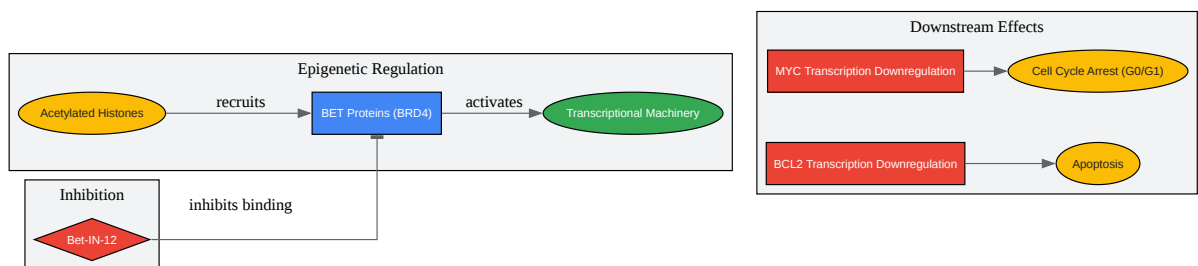 Epigenetic Regulation
Acetylated Histones
recruits
BET Proteins (BRD4)
activates
Transcriptional Machinery
Inhibition
Bet-IN-12
inhibits binding
Downstream Effects
MYC Transcription Downregulation
Cell Cycle Arrest (G0/G1)
BCL2 Transcription Downregulation
Apoptosis